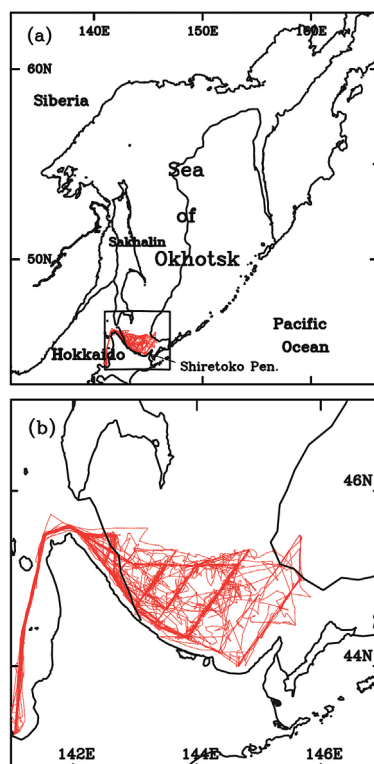 140E 150E 160E
(a)
60N
Siberia
Sea
of
Sakhalin
50N
Okhotsk
Pacific
Ocean
Hokkaido
Shiretoko Pen.
(b)
46N
44N
142E 144E 146E